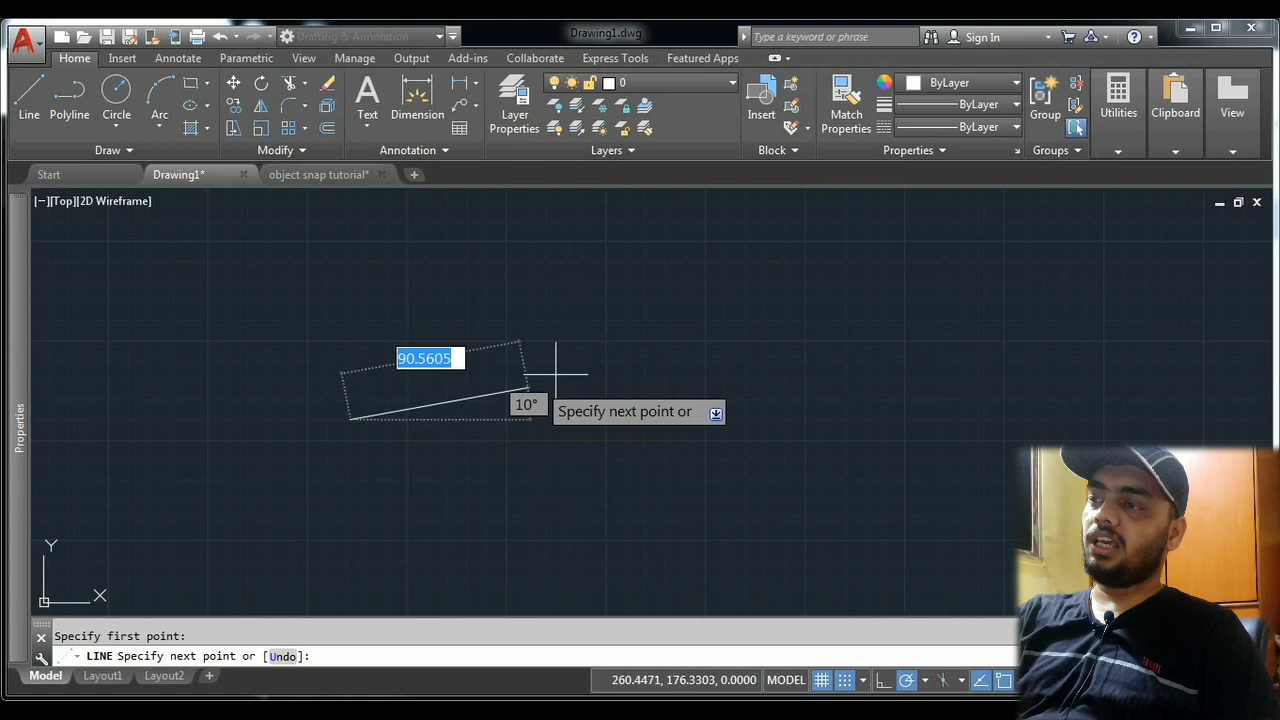 Drafting & Annotation
Drawing1.dwg
Type a keyword or phrase
Sign In
Home Insert Annotate Parametric View Manage Output Add-ins Collaborate Express Tools Featured Apps
0
ByLayer
ByLayer
ByLayer
Line Polyline Circle Arc Text Dimension Layer Properties Insert Match Properties Group Utilities Clipboard View
Draw Modify Annotation Layers Block Properties Groups
Start Drawing1* object snap tutorial*
[−][Top][2D Wireframe]
90.5605
10°
Specify next point or
Properties
Y
X
Specify first point:
LINE Specify next point or [Undo]:
Model Layout1 Layout2
260.4471, 176.3303, 0.0000 MODEL